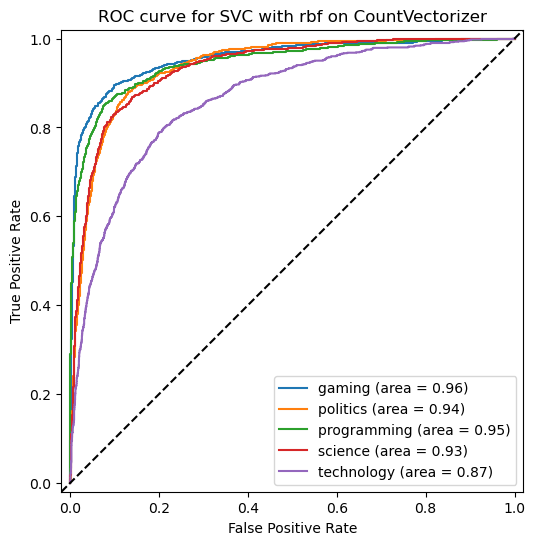 ROC curve for SVC with rbf on CountVectorizer
True Positive Rate
1.0
0.8
0.6
0.4
0.2
0.0
gaming (area = 0.96)
politics (area = 0.94)
programming (area = 0.95)
science (area = 0.93)
technology (area = 0.87)
0.0 0.2 0.4 0.6 0.8 1.0
False Positive Rate